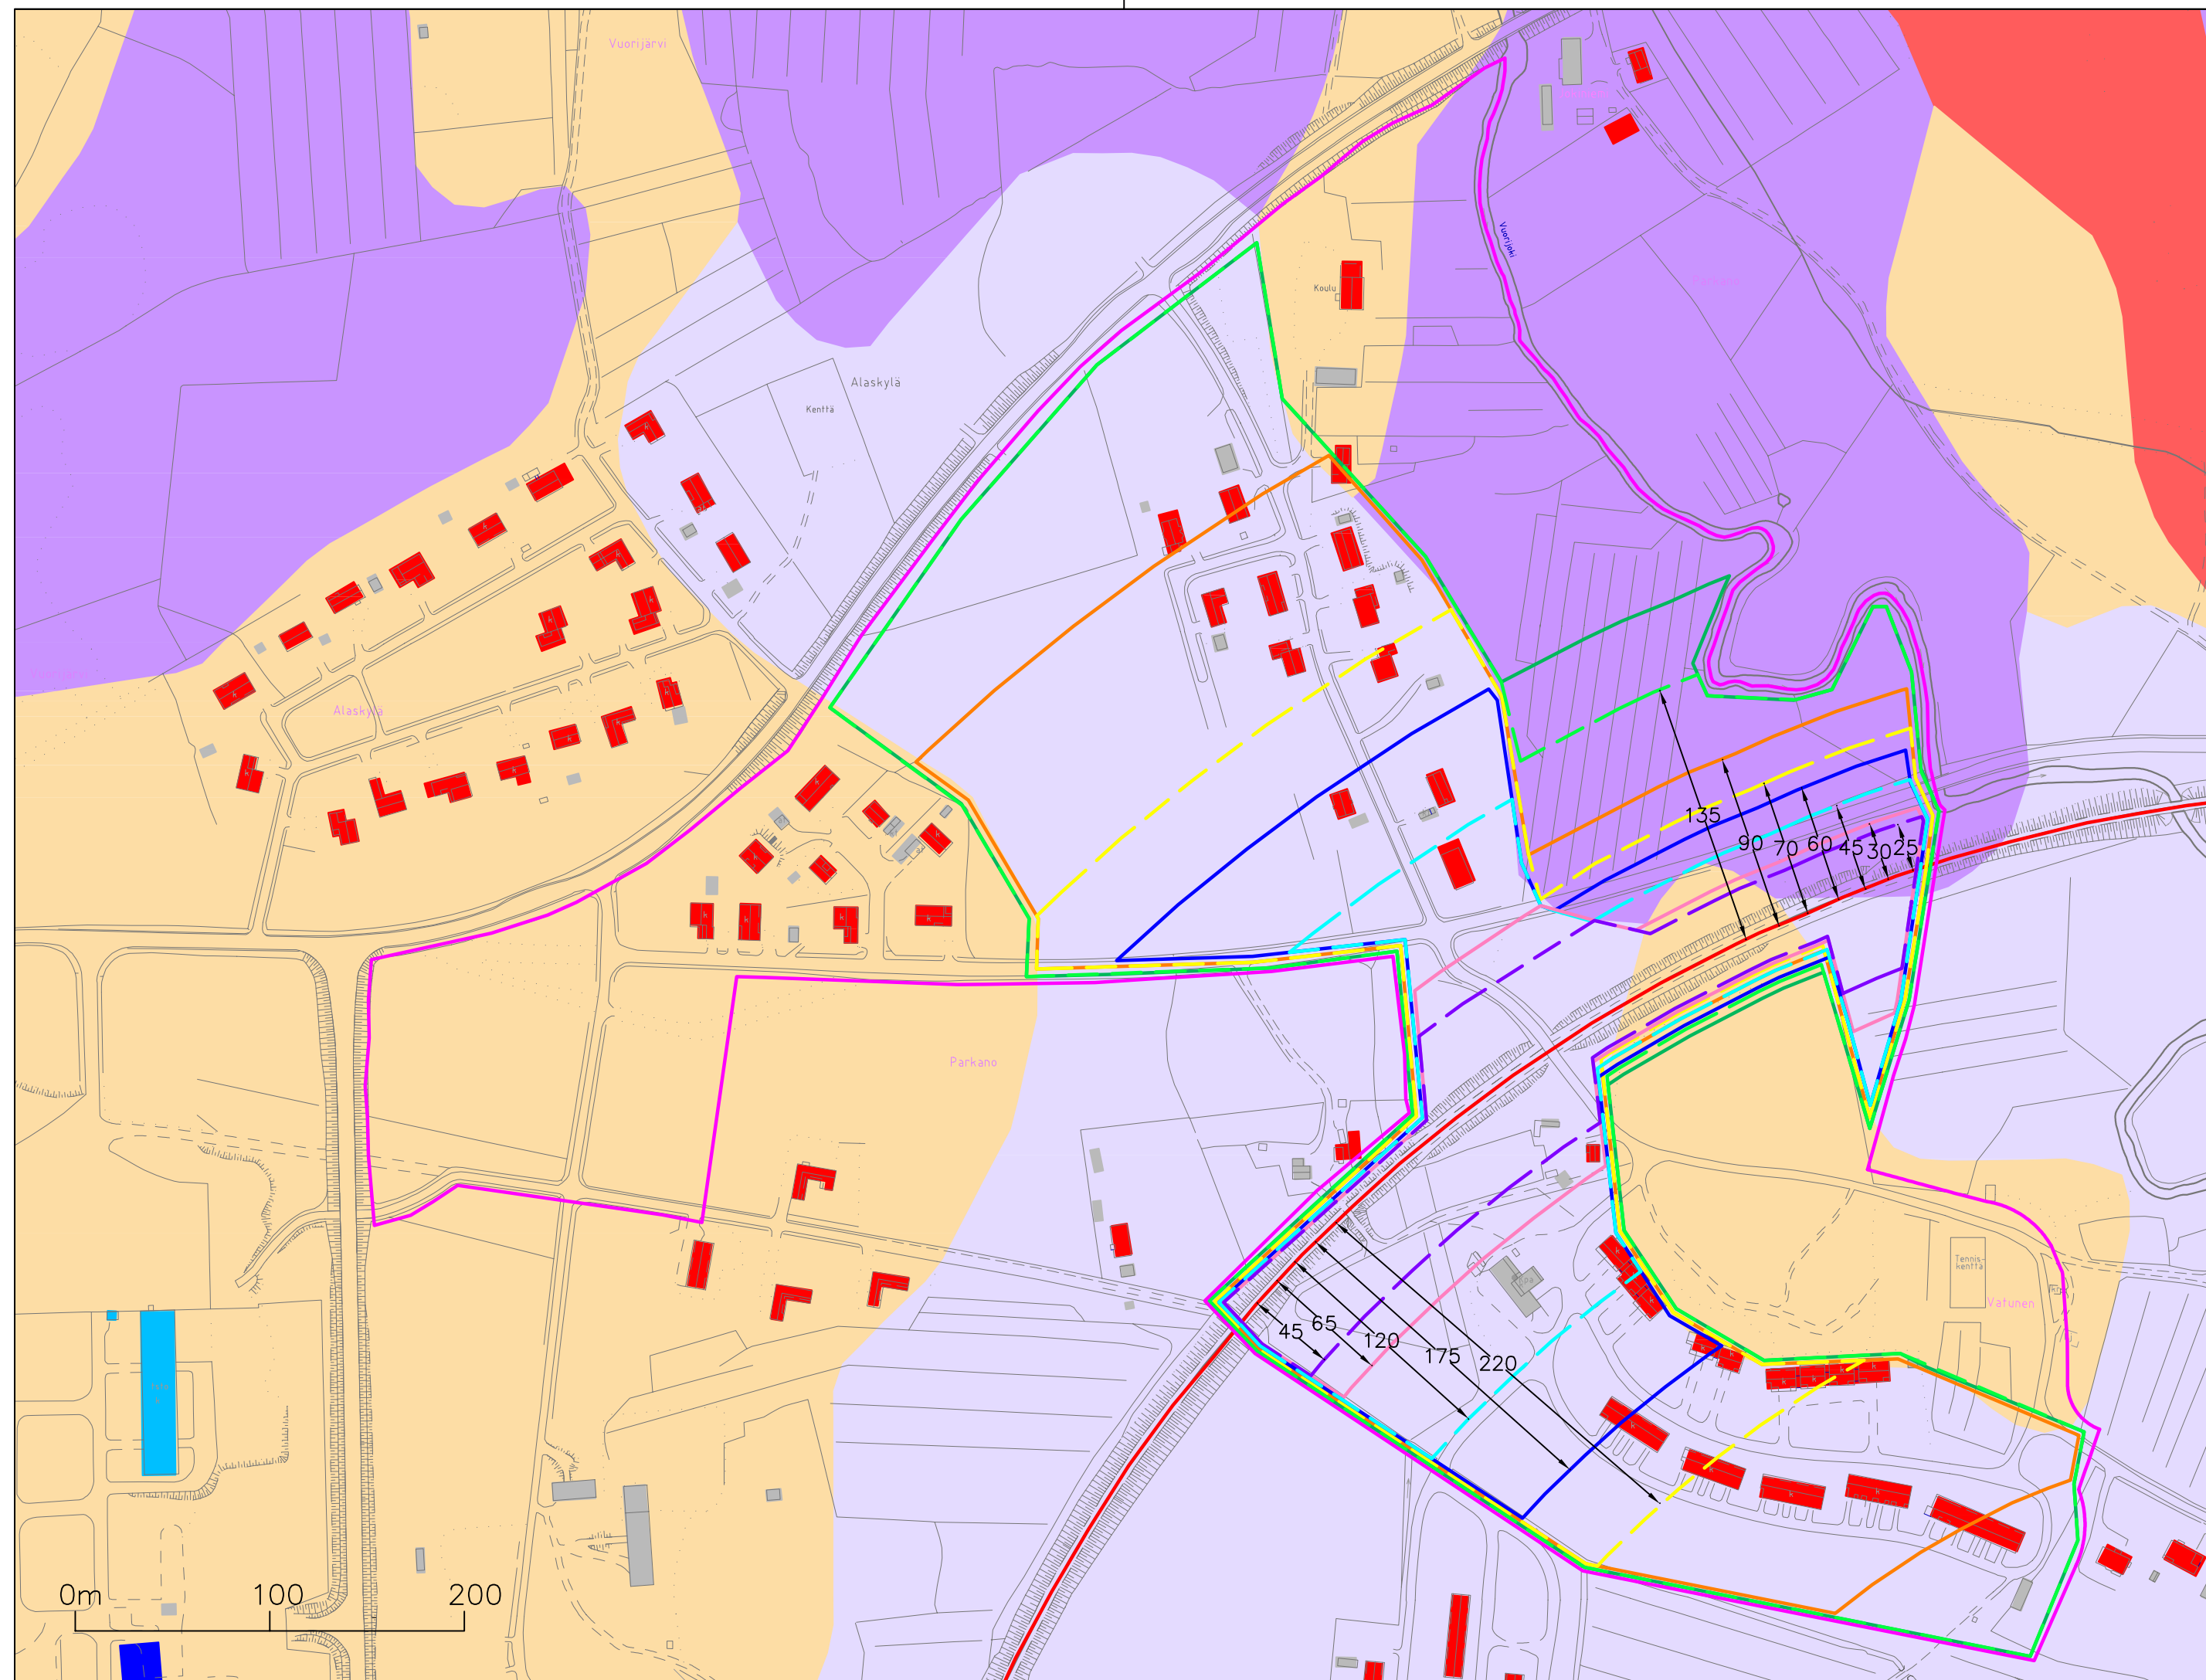 Vuorijärvi
Vuorijoki
Koulu
Alaskylä
Kenttä
Alaskylä
135
90
70
60
45
30
25
Parkano
Tennis-
kenttä
Vatunen
45
65
120
175
220
0m
100
200